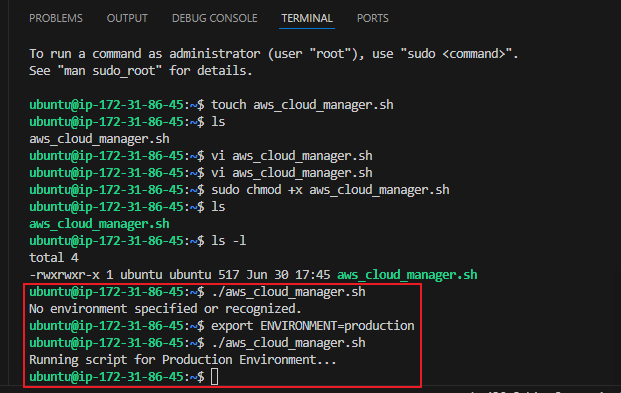 PROBLEMS OUTPUT DEBUG CONSOLE TERMINAL PORTS
To run a command as administrator (user "root"), use "sudo <command>".
See "man sudo_root" for details.
ubuntu@ip-172-31-86-45:~$ touch aws_cloud_manager.sh
ubuntu@ip-172-31-86-45:~$ ls
aws_cloud_manager.sh
ubuntu@ip-172-31-86-45:~$ vi aws_cloud_manager.sh
ubuntu@ip-172-31-86-45:~$ vi aws_cloud_manager.sh
ubuntu@ip-172-31-86-45:~$ sudo chmod +x aws_cloud_manager.sh
ubuntu@ip-172-31-86-45:~$ ls
aws_cloud_manager.sh
ubuntu@ip-172-31-86-45:~$ ls -l
total 4
-rwxrwxr-x 1 ubuntu ubuntu 517 Jun 30 17:45 aws_cloud_manager.sh
ubuntu@ip-172-31-86-45:~$ ./aws_cloud_manager.sh
No environment specified or recognized.
ubuntu@ip-172-31-86-45:~$ export ENVIRONMENT=production
ubuntu@ip-172-31-86-45:~$ ./aws_cloud_manager.sh
Running script for Production Environment...
ubuntu@ip-172-31-86-45:~$